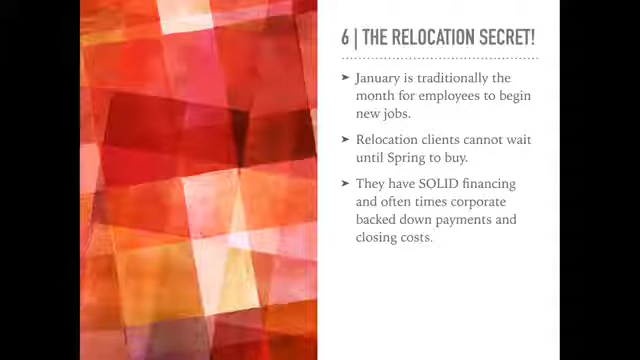 6 | THE RELOCATION SECRET!
➤ January is traditionally the
month for employees to begin
new jobs.
➤ Relocation clients cannot wait
until Spring to buy.
➤ They have SOLID financing
and often times corporate
backed down payments and
closing costs.